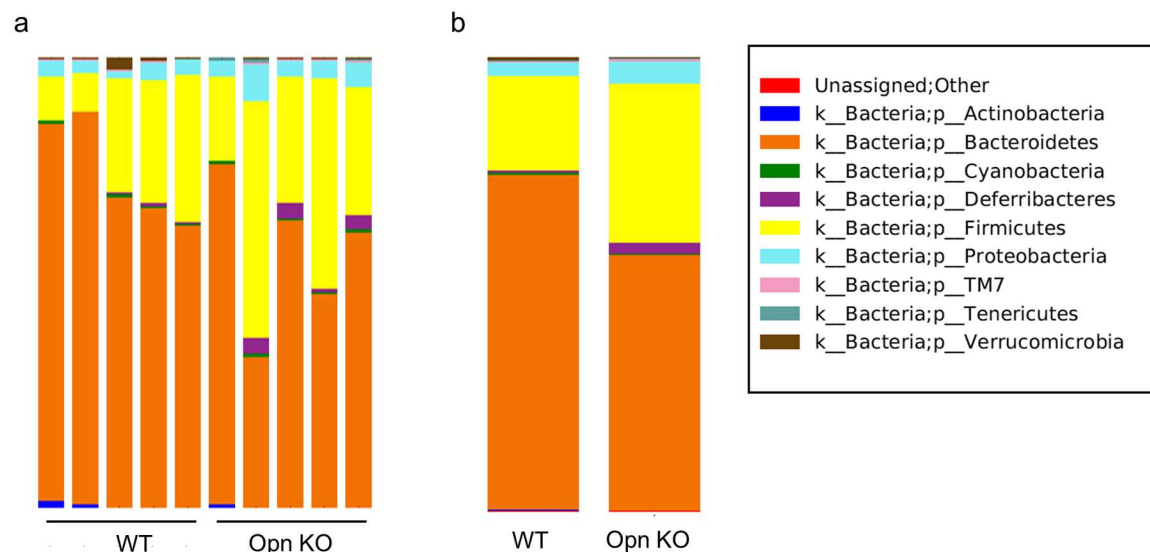 a
b
WT
Opn KO
WT
Opn KO
Unassigned;Other
k__Bacteria;p__Actinobacteria
k__Bacteria;p__Bacteroidetes
k__Bacteria;p__Cyanobacteria
k__Bacteria;p__Deferribacteres
k__Bacteria;p__Firmicutes
k__Bacteria;p__Proteobacteria
k__Bacteria;p__TM7
k__Bacteria;p__Tenericutes
k__Bacteria;p__Verrucomicrobia